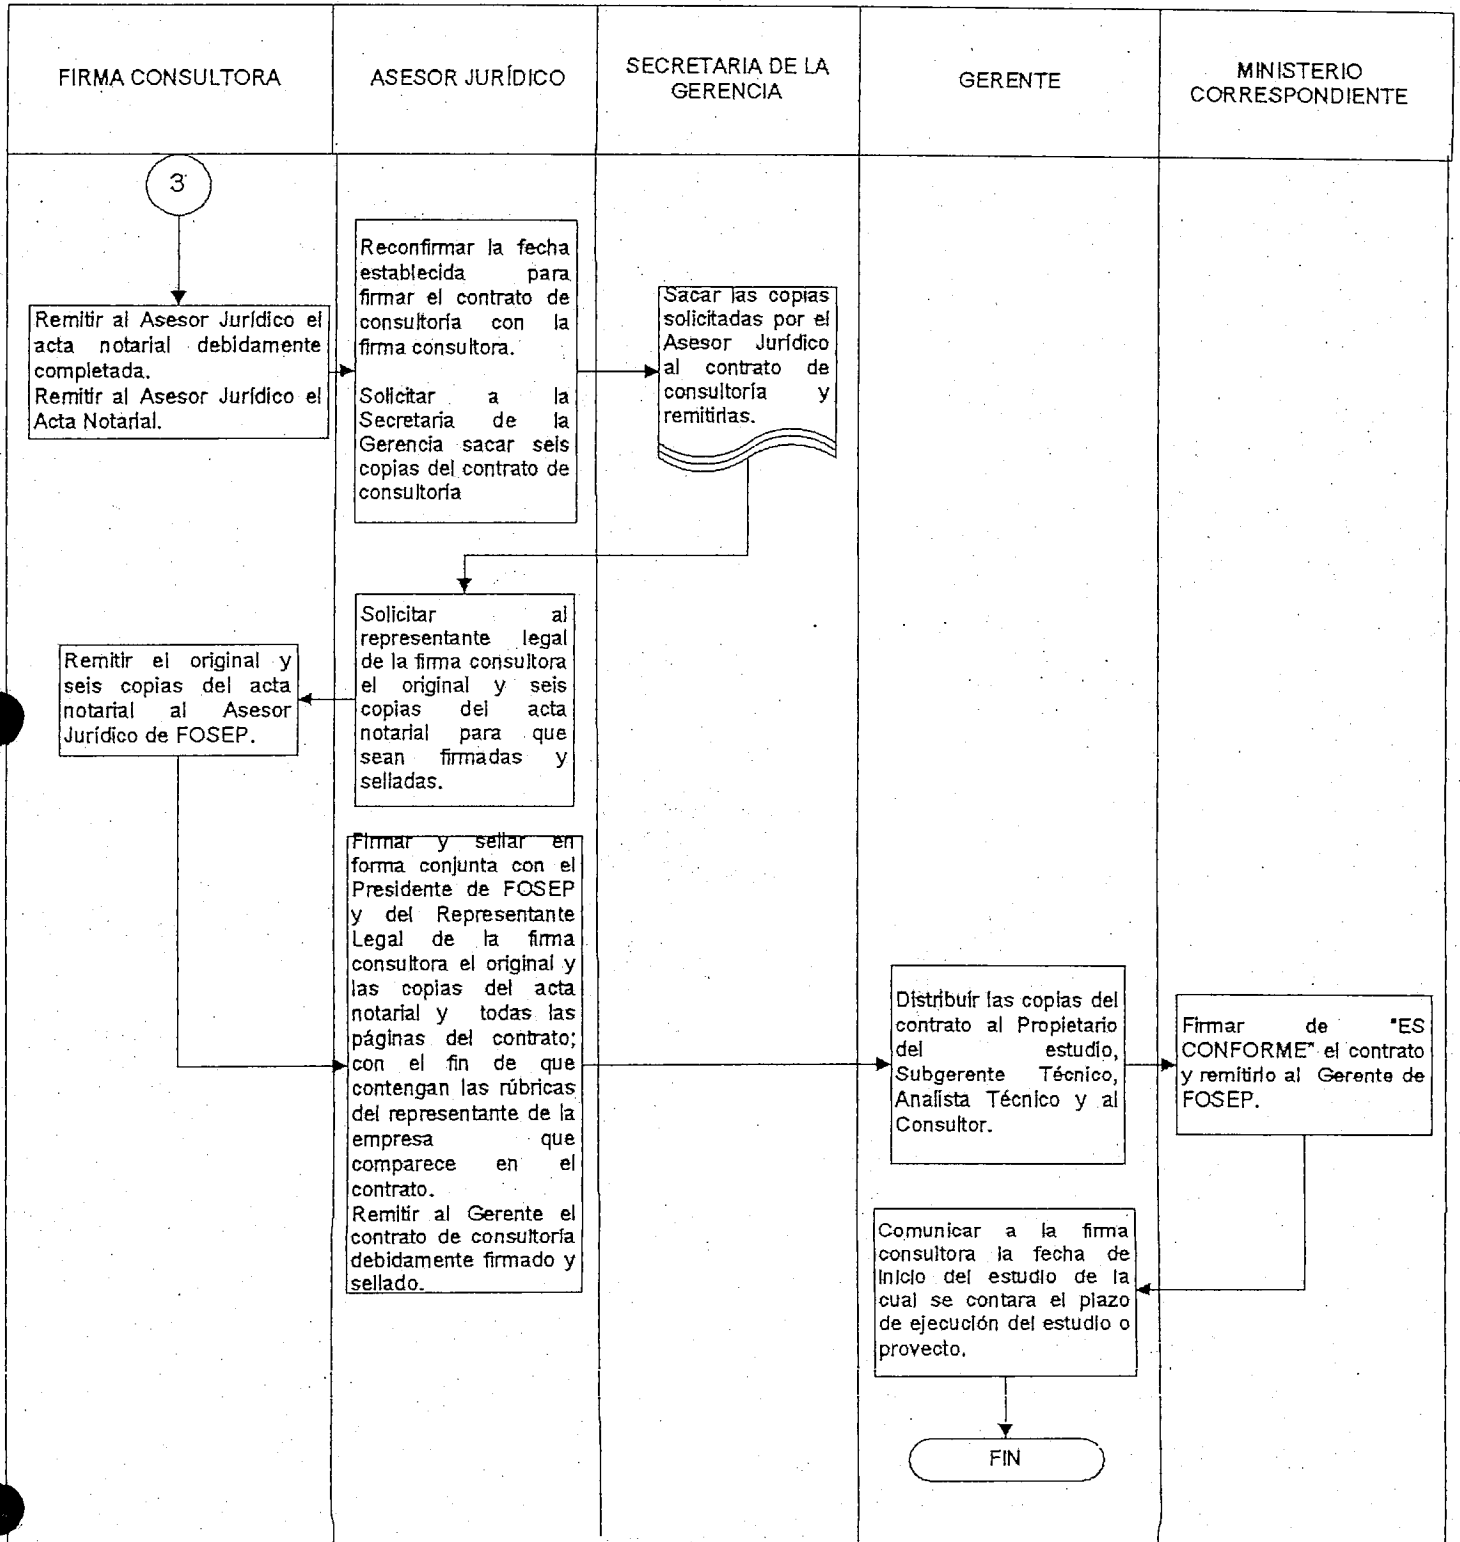 FIRMA CONSULTORA
ASESOR JURÍDICO
SECRETARIA DE LA
GERENCIA
GERENTE
MINISTERIO
CORRESPONDIENTE
3
Remitir al Asesor Jurídico el
acta notarial debidamente
completada.
Remitir al Asesor Jurídico el
Acta Notarial.
Reconfirmar la fecha
establecida para
firmar el contrato de
consultoría con la
firma consultora.
Solicitar a la
Secretaria de la
Gerencia sacar seis
copias del contrato de
consultoría
Sacar las copias
solicitadas por el
Asesor Jurídico
al contrato de
consultoría y
remitirlas.
Solicitar al
representante legal
de la firma consultora
el original y seis
copias del acta
notarial para que
sean firmadas y
selladas.
Remitir el original y
seis copias del acta
notarial al Asesor
Jurídico de FOSEP.
Firmar y sellar en
forma conjunta con el
Presidente de FOSEP
y del Representante
Legal de la firma
consultora el original y
las copias del acta
notarial y todas las
páginas del contrato;
con el fin de que
contengan las rúbricas
del representante de la
empresa que
comparece en el
contrato.
Remitir al Gerente el
contrato de consultoría
debidamente firmado y
sellado.
Distribuir las copias del
contrato al Propietario
del estudio,
Subgerente Técnico,
Analista Técnico y al
Consultor.
Firmar de "ES
CONFORME" el contrato
y remitirlo al Gerente de
FOSEP.
Comunicar a la firma
consultora la fecha de
inicio del estudio de la
cual se contara el plazo
de ejecución del estudio o
proyecto.
FIN